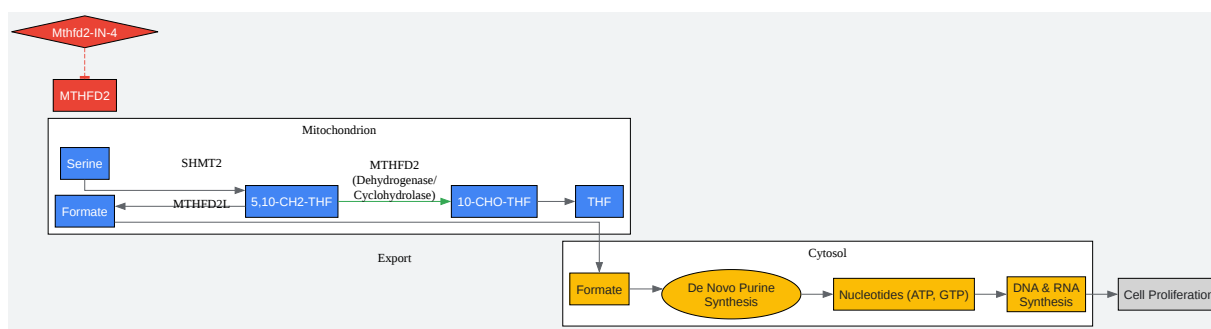 Mthfd2-IN-4
MTHFD2
Mitochondrion
Serine
SHMT2
MTHFD2
(Dehydrogenase/
Cyclohydrolase)
5,10-CH2-THF
10-CHO-THF
THF
MTHFD2L
Formate
Export
Cytosol
Formate
De Novo Purine
Synthesis
Nucleotides (ATP, GTP)
DNA & RNA
Synthesis
Cell Proliferation